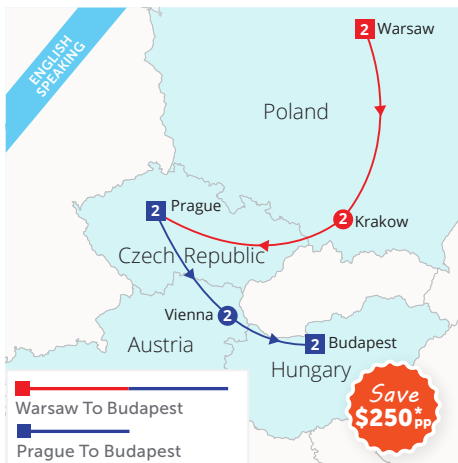 ENGLISH
SPEAKING
2 Warsaw
Poland
2 Prague
2 Krakow
Czech Republic
Vienna 2
2 Budapest
Austria
Hungary
Save
$250*
pp
Warsaw To Budapest
Prague To Budapest